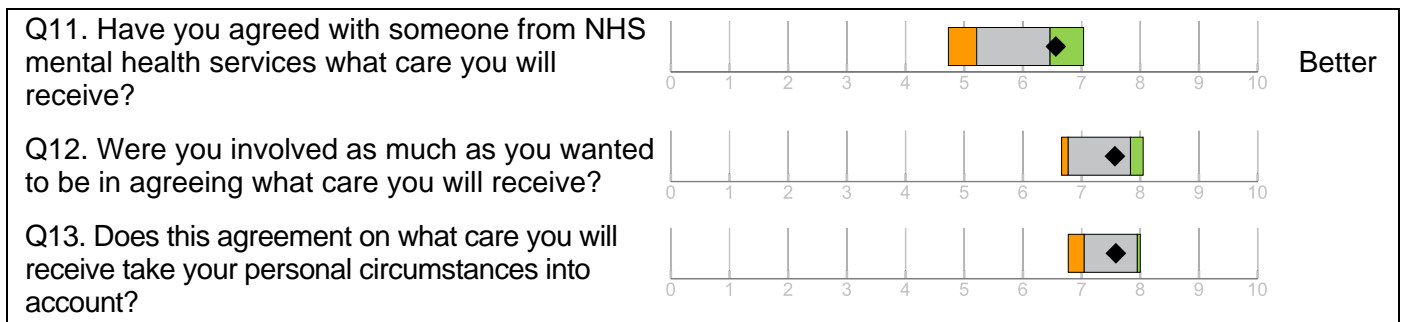 Q11. Have you agreed with someone from NHS
mental health services what care you will
receive?
0 1 2 3 4 5 6 7 8 9 10
Better
Q12. Were you involved as much as you wanted
to be in agreeing what care you will receive?
0 1 2 3 4 5 6 7 8 9 10
Q13. Does this agreement on what care you will
receive take your personal circumstances into
account?
0 1 2 3 4 5 6 7 8 9 10